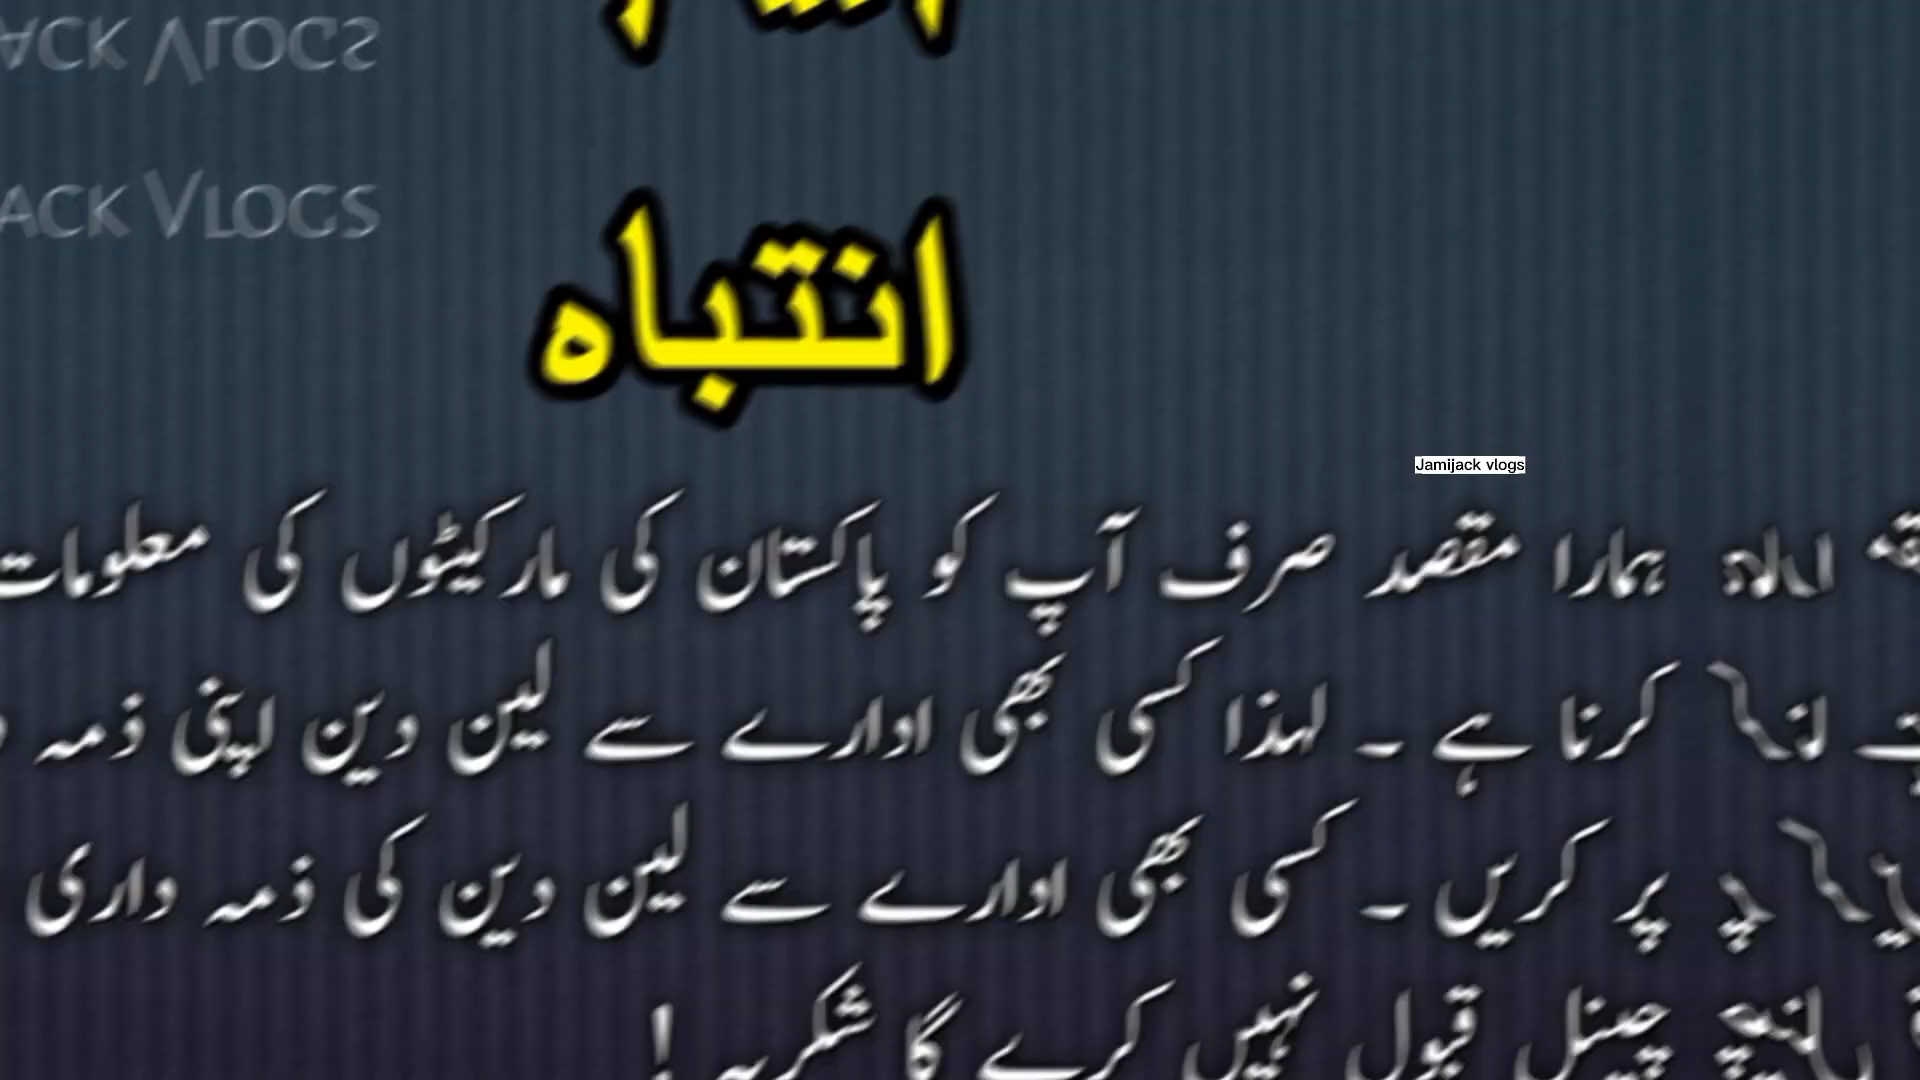 ACK VLOGS
انتباہ
Jamijack vlogs
ہمارا مقصد صرف آپ کو پاکستان کی مارکیٹوں کی معلومات
کرنا ہے ۔ لہذا کسی بھی ادارے سے لین دین اپنی ذمہ
پر کریں ۔ کسی بھی ادارے سے لین دین کی ذمہ داری
چینل قبول نہیں کرے گا شکریہ !